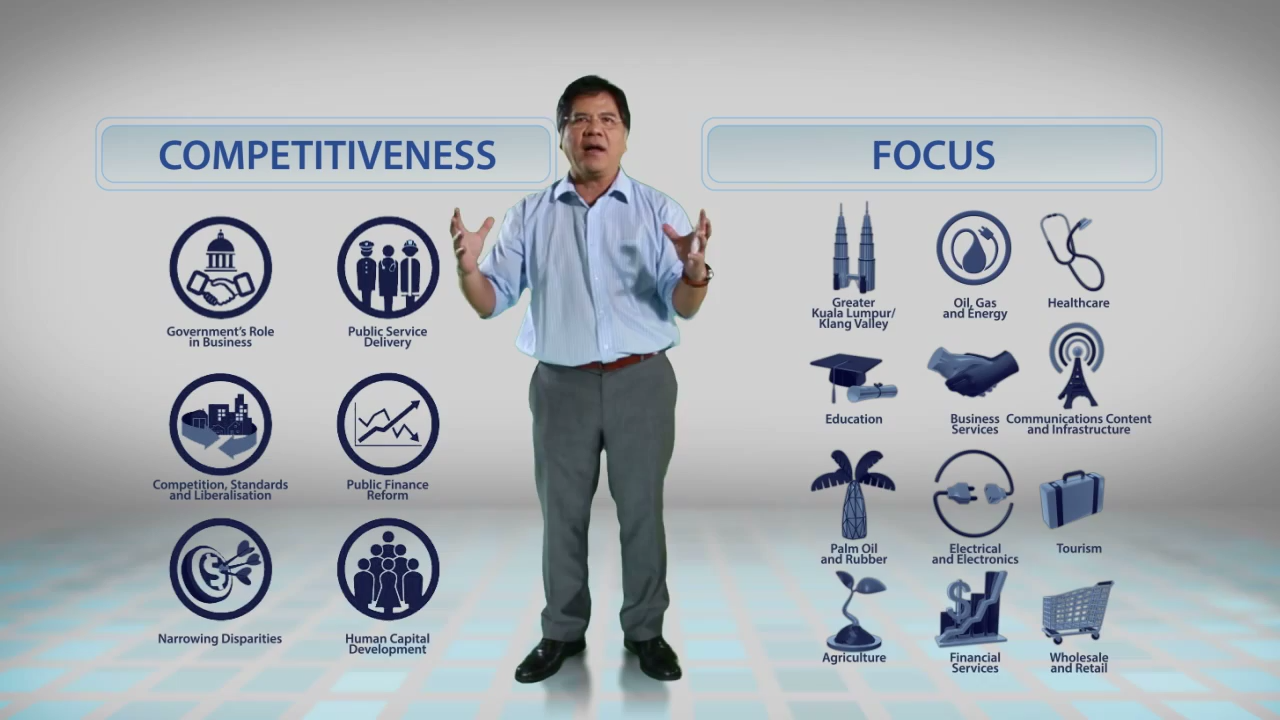 COMPETITIVENESS
Government's Role
in Business
Public Service
Delivery
Competition, Standards
and Liberalisation
Public Finance
Reform
Narrowing Disparities
Human Capital
Development
FOCUS
Greater
Kuala Lumpur/
Klang Valley
Oil, Gas
and Energy
Healthcare
Education
Business
Services
Communications Content
and Infrastructure
Palm Oil
and Rubber
Electrical
and Electronics
Tourism
Agriculture
Financial
Services
Wholesale
and Retail